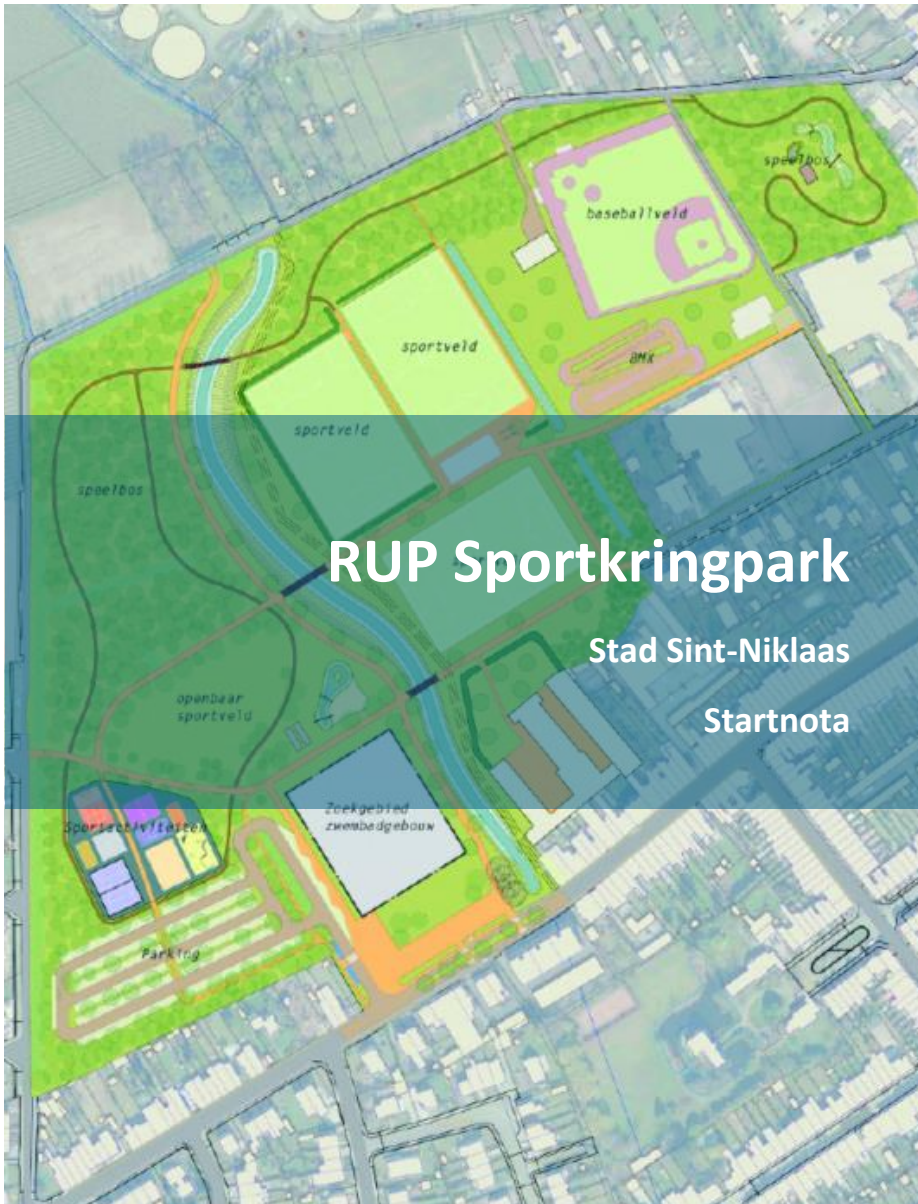 speelbos
baseballveld
sportveld
BMX
sportveld
speelbos
RUP Sportkringpark
Stad Sint-Niklaas
openbaar
sportveld
Startnota
Zoekgebied
zwembadgebouw
Sportactiviteiten
Parking